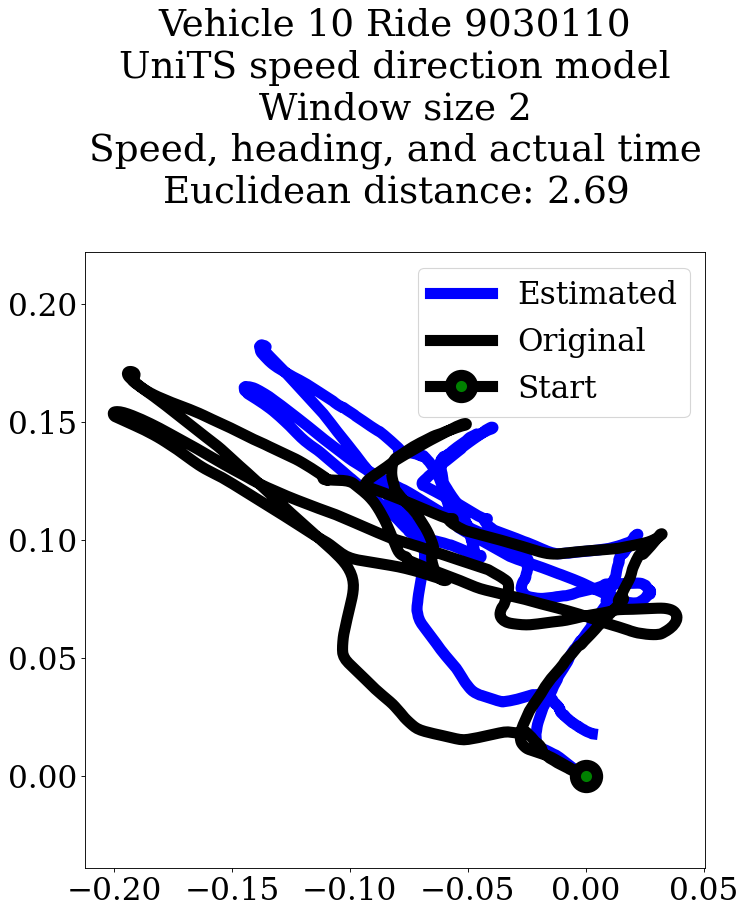 Vehicle 10 Ride 9030110
UniTS speed direction model
Window size 2
Speed, heading, and actual time
Euclidean distance: 2.69
Estimated
Original
Start
0.20
0.15
0.10
0.05
0.00
−0.20 −0.15 −0.10 −0.05 0.00 0.05